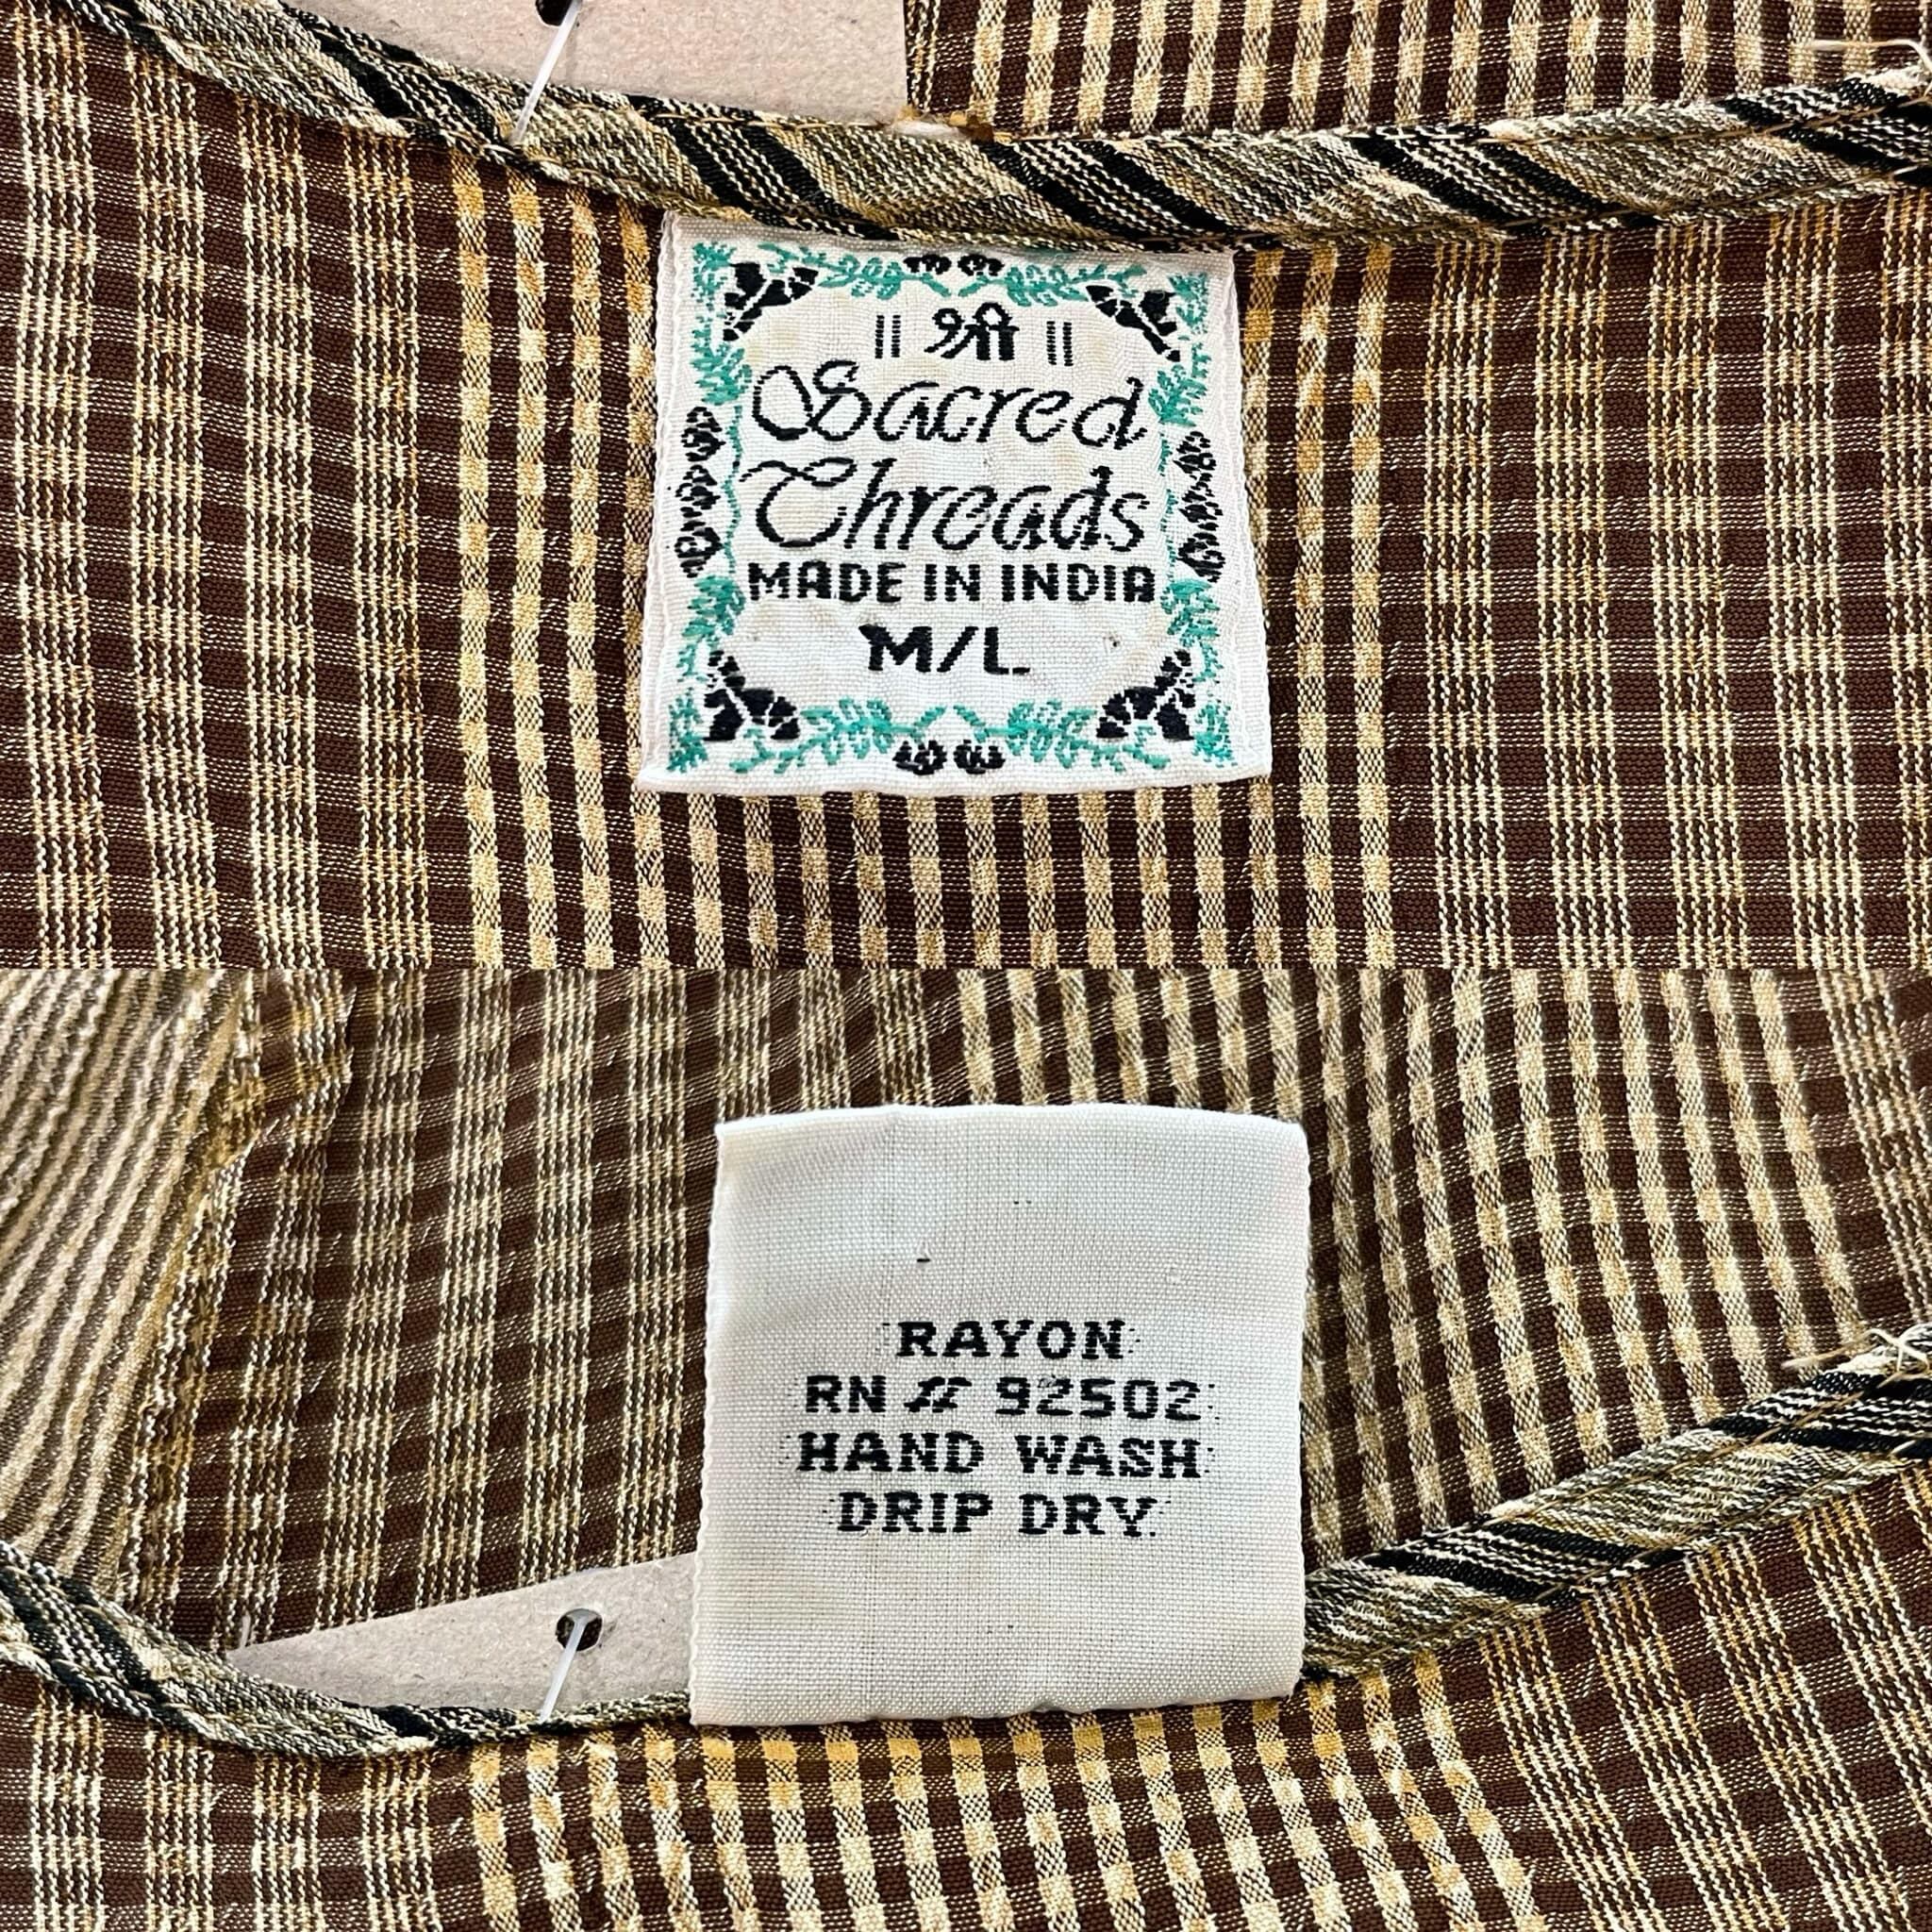 || श्री ||
Sacred
Threads
MADE IN INDIA
M/L
RAYON
RN # 92502
HAND WASH
DRIP DRY